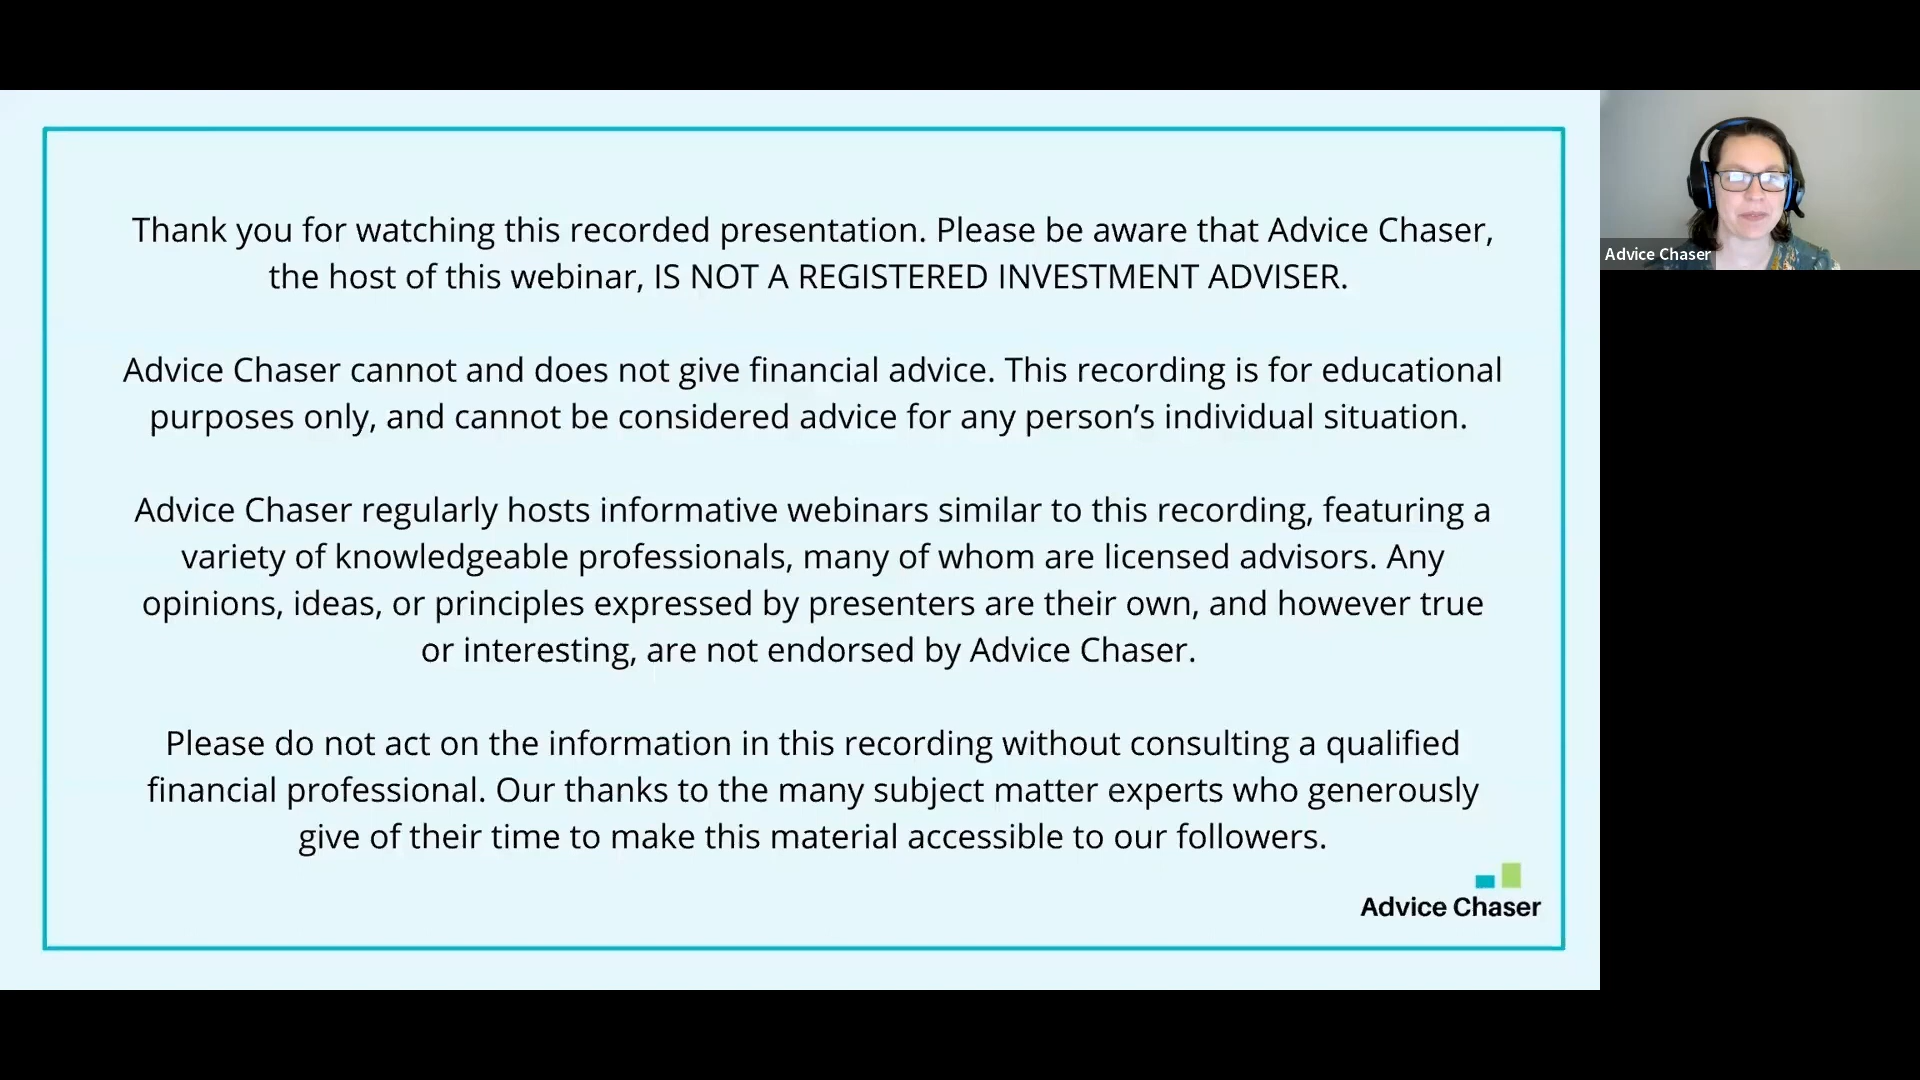 Thank you for watching this recorded presentation. Please be aware that Advice Chaser,
the host of this webinar, IS NOT A REGISTERED INVESTMENT ADVISER.
Advice Chaser cannot and does not give financial advice. This recording is for educational
purposes only, and cannot be considered advice for any person’s individual situation.
Advice Chaser regularly hosts informative webinars similar to this recording, featuring a
variety of knowledgeable professionals, many of whom are licensed advisors. Any
opinions, ideas, or principles expressed by presenters are their own, and however true
or interesting, are not endorsed by Advice Chaser.
Please do not act on the information in this recording without consulting a qualified
financial professional. Our thanks to the many subject matter experts who generously
give of their time to make this material accessible to our followers.
Advice Chaser
Advice Chaser